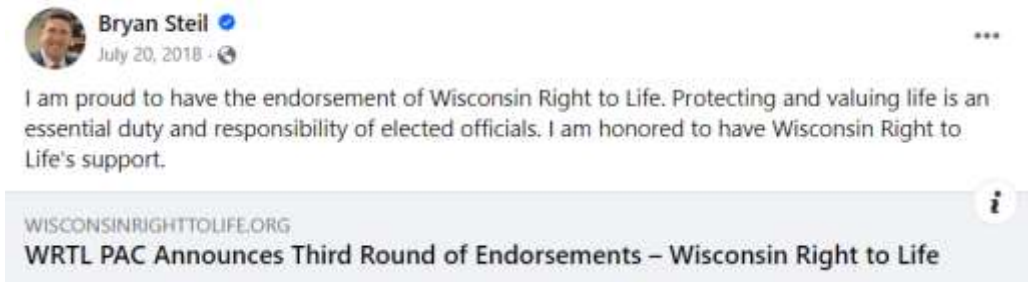 Bryan Steil
July 20, 2018 ·
I am proud to have the endorsement of Wisconsin Right to Life. Protecting and valuing life is an
essential duty and responsibility of elected officials. I am honored to have Wisconsin Right to
Life's support.
i
WISCONSINRIGHTTOLIFE.ORG
WRTL PAC Announces Third Round of Endorsements – Wisconsin Right to Life